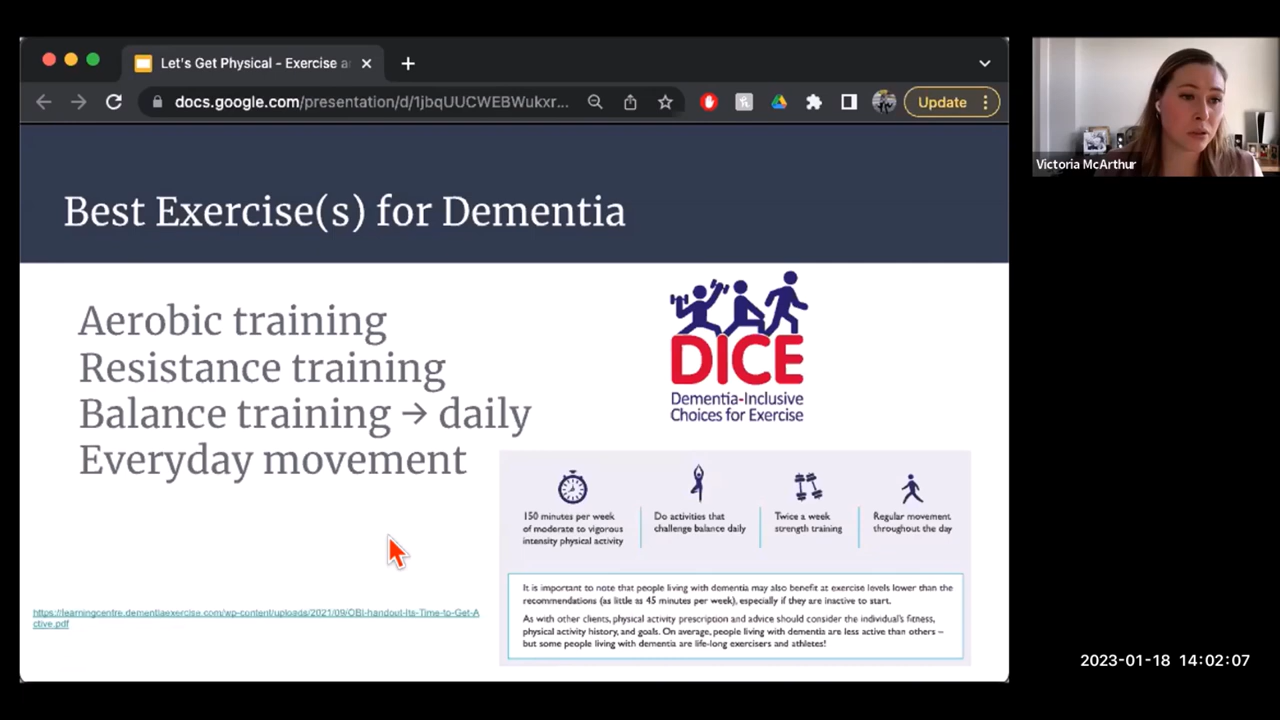 Let's Get Physical - Exercise a
docs.google.com/presentation/d/1jbqUUCWEBWukxr...
Update
Victoria McArthur
Best Exercise(s) for Dementia
Aerobic training
Resistance training
Balance training → daily
Everyday movement
DICE
Dementia-Inclusive
Choices for Exercise
150 minutes per week
of moderate to vigorous
intensity physical activity
Do activities that
challenge balance daily
Twice a week
strength training
Regular movement
throughout the day
It is important to note that people living with dementia may also benefit at exercise levels lower than the
recommendations (as little as 45 minutes per week), especially if they are inactive to start.
As with other clients, physical activity prescription and advice should consider the individual's fitness,
physical activity history, and goals. On average, people living with dementia are less active than others –
but some people living with dementia are life-long exercisers and athletes!
https://learningcentre.dementiaexercise.com/wp-content/uploads/2021/09/OBI-handout-Its-Time-to-Get-A
ctive.pdf
2023-01-18 14:02:07